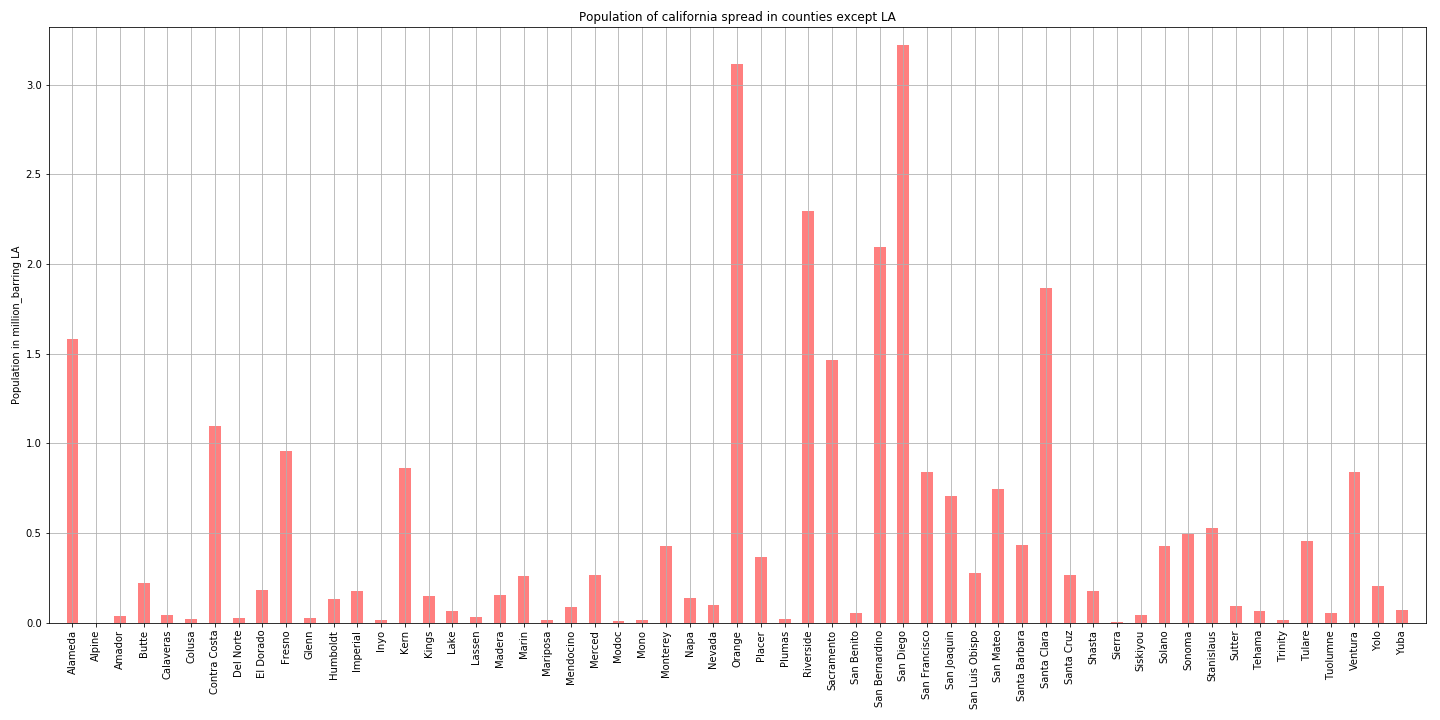 Population of california spread in counties except LA
Population in million_barring LA
3.0
2.5
2.0
1.5
1.0
0.5
0.0
Alameda
Alpine
Amador
Butte
Calaveras
Colusa
Contra Costa
Del Norte
El Dorado
Fresno
Glenn
Humboldt
Imperial
Inyo
Kern
Kings
Lake
Lassen
Madera
Marin
Mariposa
Mendocino
Merced
Modoc
Mono
Monterey
Napa
Nevada
Orange
Placer
Plumas
Riverside
Sacramento
San Benito
San Bernardino
San Diego
San Francisco
San Joaquin
San Luis Obispo
San Mateo
Santa Barbara
Santa Clara
Santa Cruz
Shasta
Sierra
Siskiyou
Solano
Sonoma
Stanislaus
Sutter
Tehama
Trinity
Tulare
Tuolumne
Ventura
Yolo
Yuba